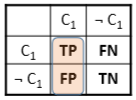 C₁ ¬ C₁
C₁ TP FN
¬ C₁ FP TN